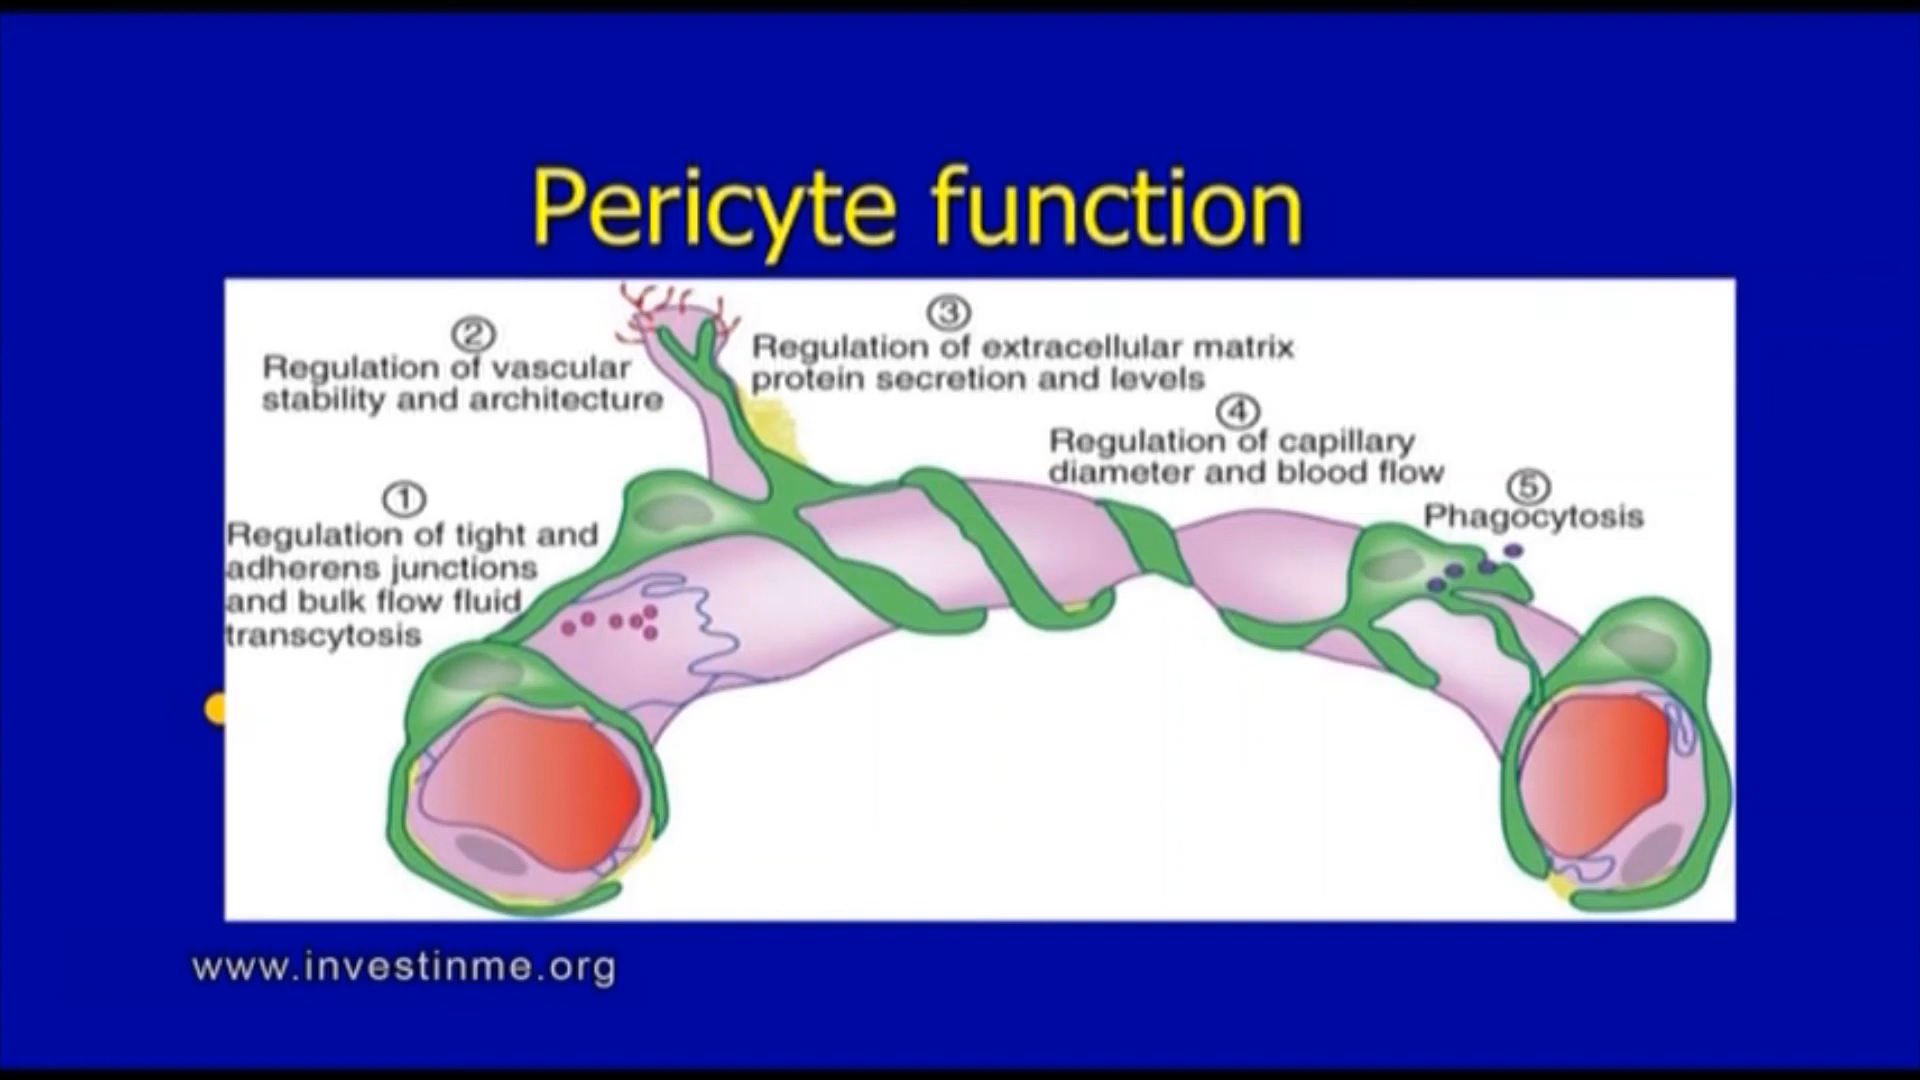 Pericyte function
①
Regulation of tight and
adherens junctions
and bulk flow fluid
transcytosis
②
Regulation of vascular
stability and architecture
③
Regulation of extracellular matrix
protein secretion and levels
④
Regulation of capillary
diameter and blood flow
⑤
Phagocytosis
www.investinme.org